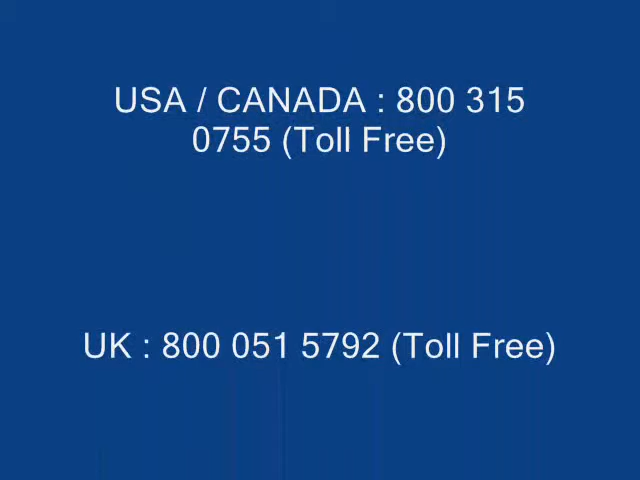 USA / CANADA : 800 315
0755 (Toll Free)
UK : 800 051 5792 (Toll Free)